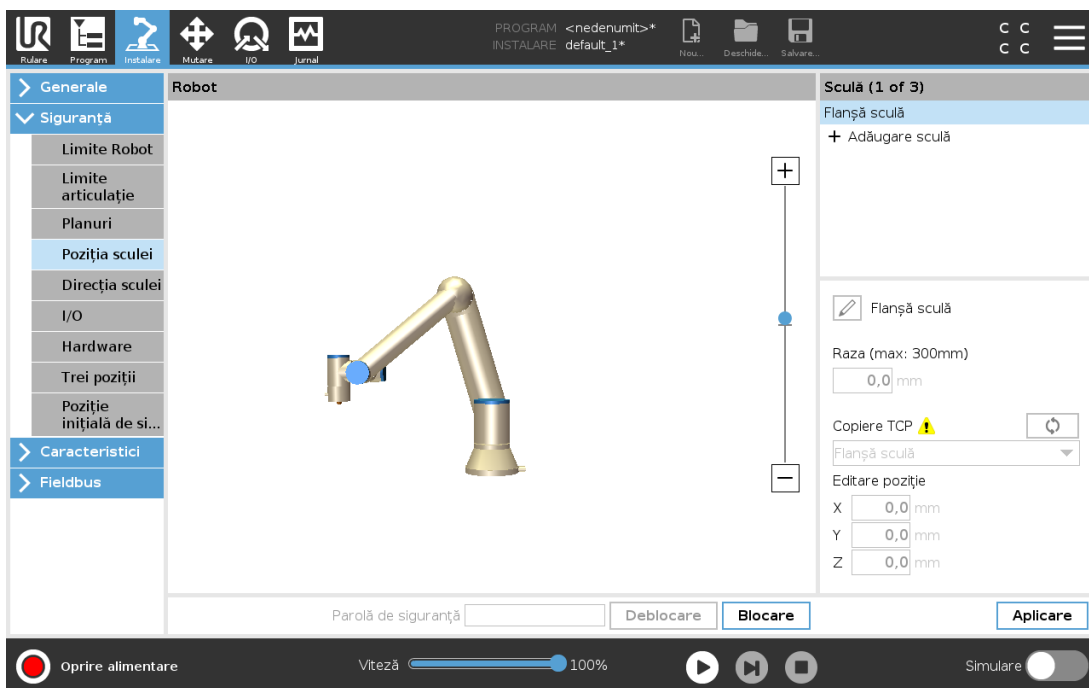 PROGRAM <nedenumit>*
INSTALARE default_1*
C C
C C
Rulare Program Instalare Mutare I/O Jurnal Nou... Deschide... Salvare...
Generale
Robot
Sculă (1 of 3)
Siguranță
Flanșă sculă
+ Adăugare sculă
Limite Robot
Limite
articulație
Planuri
Poziția sculei
Direcția sculei
I/O
Hardware
Trei poziții
Poziție
inițială de si...
Caracteristici
Fieldbus
Flanșă sculă
Raza (max: 300mm)
0,0 mm
Copiere TCP
Flanșă sculă
Editare poziție
X 0,0 mm
Y 0,0 mm
Z 0,0 mm
Parolă de siguranță Deblocare Blocare Aplicare
Oprire alimentare Viteză 100% Simulare